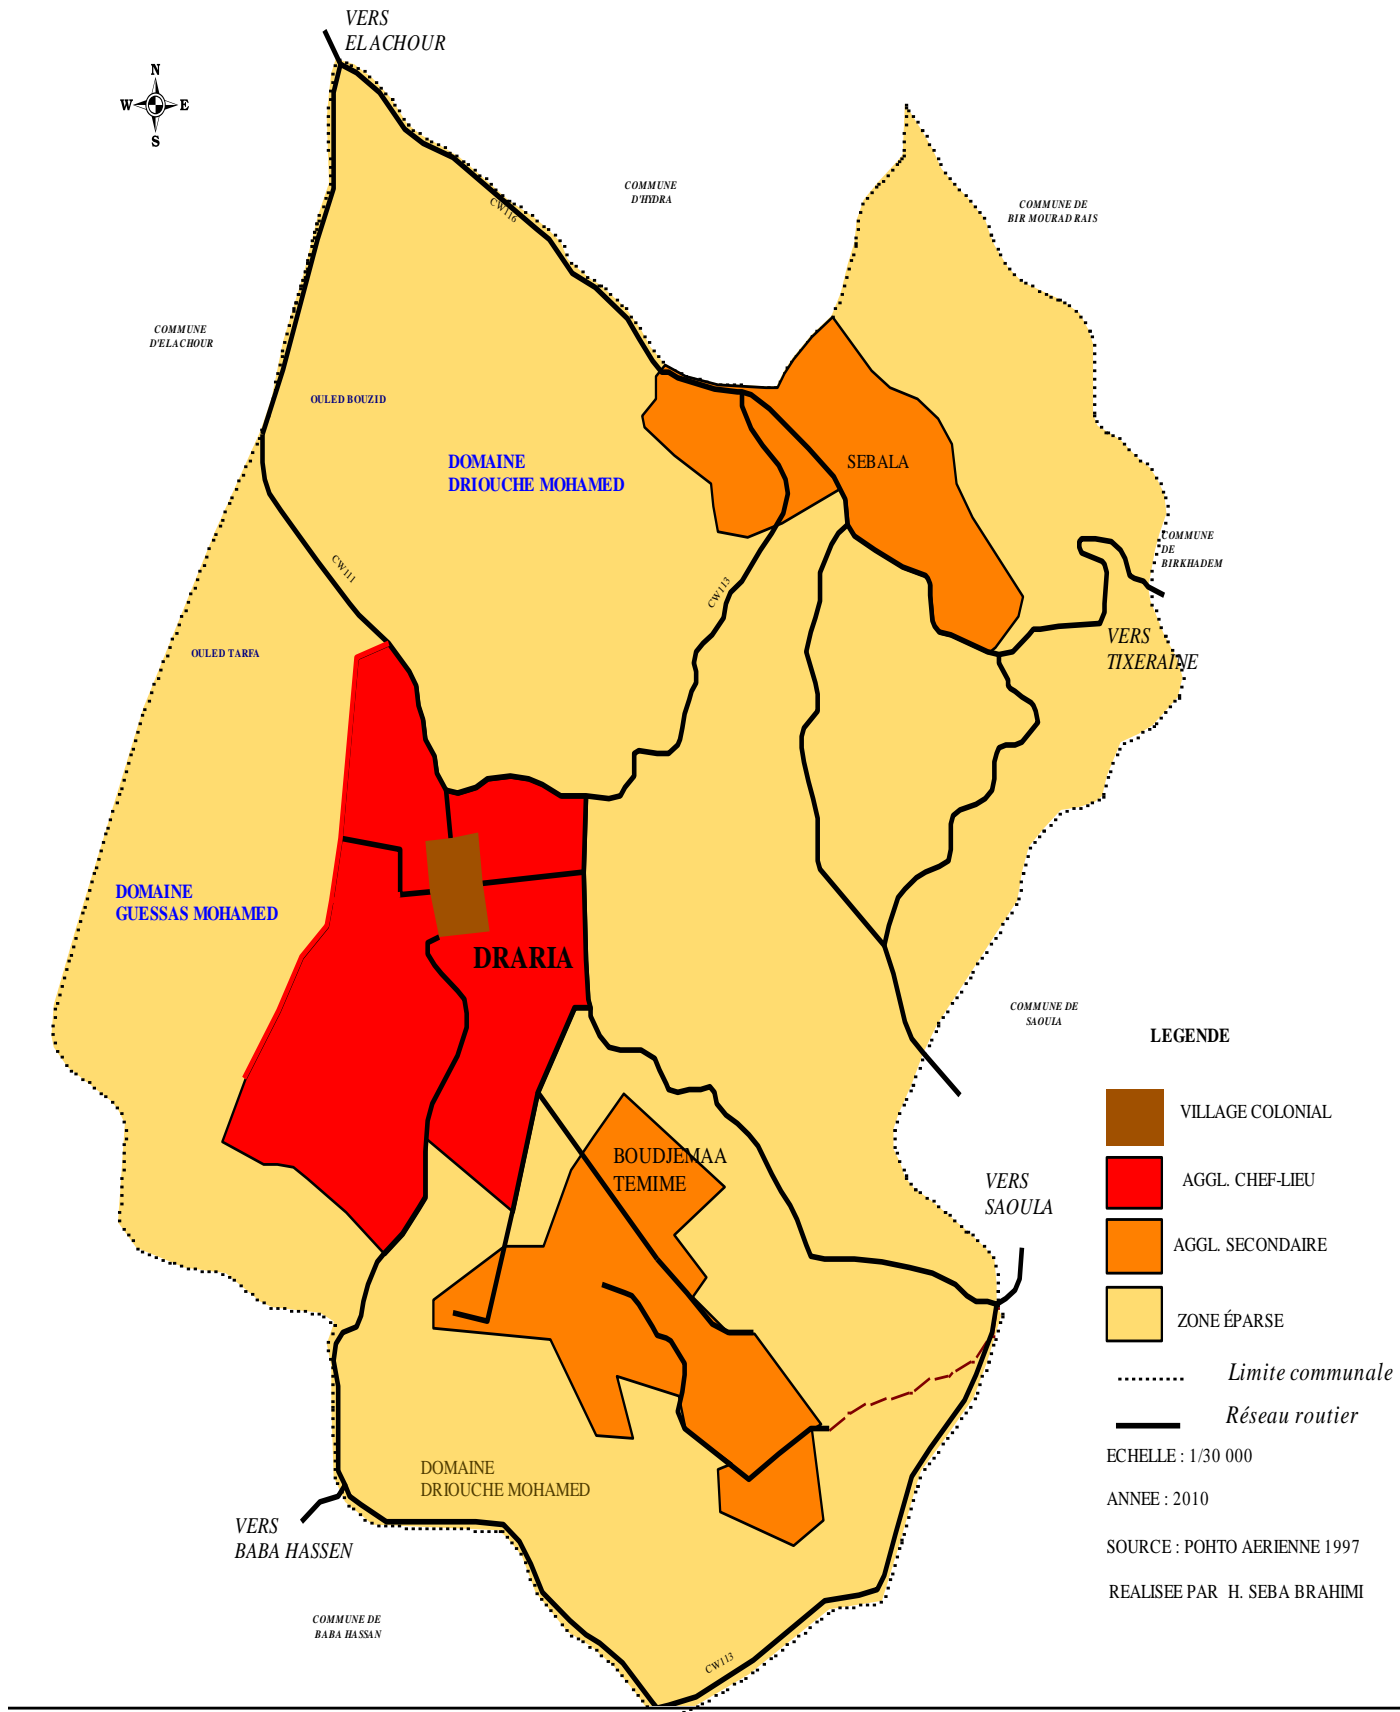 VERS
ELACHOUR
N
W E
S
COMMUNE
D'HYDRA
COMMUNE DE
BIR MOURAD RAIS
CW116
COMMUNE
D'ELACHOUR
OULED BOUZID
DOMAINE
DRIOUCHE MOHAMED
SEBALA
COMMUNE
DE
BIRKHADEM
CW111
CW113
VERS
TIXERAINE
OULED TARFA
DOMAINE
GUESSAS MOHAMED
DRARIA
COMMUNE DE
SAOUIA
LEGENDE
VILLAGE COLONIAL
BOUDJEMAA
TEMIME
VERS
SAOULA
AGGL. CHEF-LIEU
AGGL. SECONDAIRE
ZONE ÉPARSE
Limite communale
Réseau routier
DOMAINE
DRIOUCHE MOHAMED
ECHELLE : 1/30 000
ANNEE : 2010
VERS
BABA HASSEN
SOURCE : POHTO AERIENNE 1997
REALISEE PAR H. SEBA BRAHIMI
COMMUNE DE
BABA HASSAN
CW113